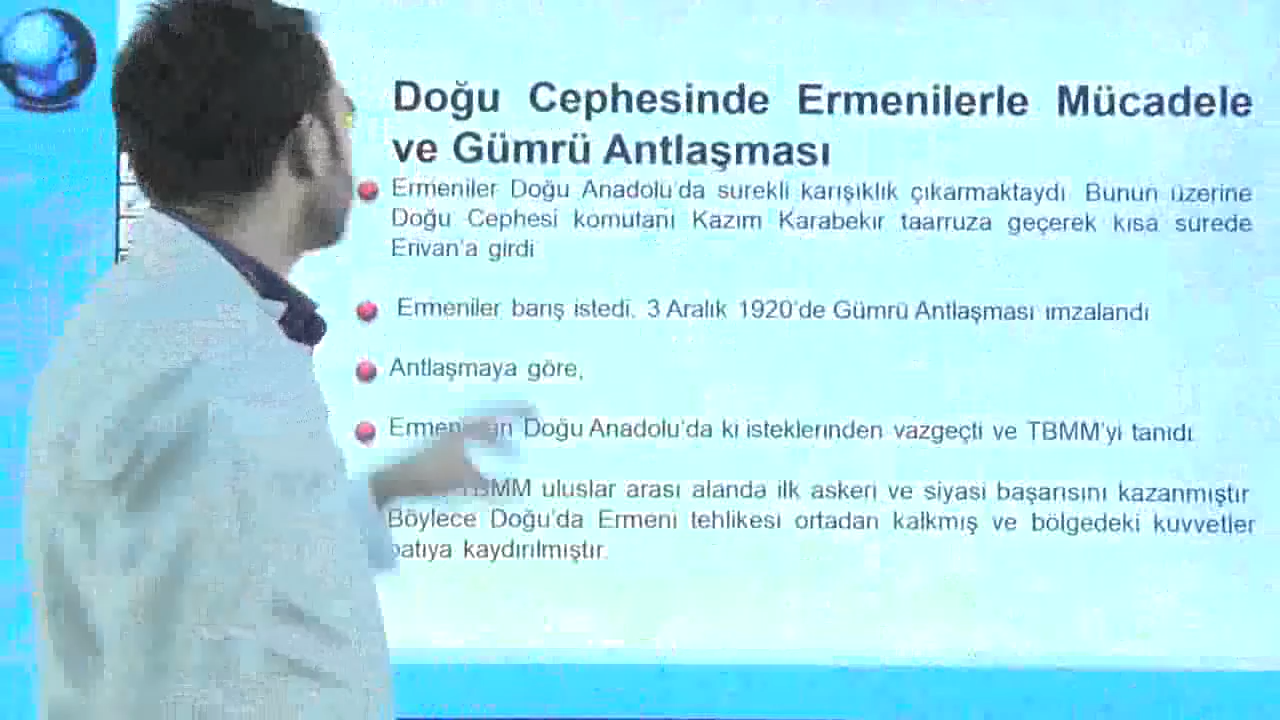 Doğu Cephesinde Ermenilerle Mücadele
ve Gümrü Antlaşması
Ermeniler Doğu Anadolu'da sürekli karışıklık çıkarmaktaydı. Bunun üzerine
Doğu Cephesi komutanı Kazım Karabekir taarruza geçerek kısa sürede
Erivan'a girdi
Ermeniler barış istedi. 3 Aralık 1920'de Gümrü Antlaşması imzalandı
Antlaşmaya göre,
Doğu Anadolu'da ki isteklerinden vazgeçti ve TBMM'yi tanıdı.
TBMM uluslar arası alanda ilk askeri ve siyasi başarısını kazanmıştır
Böylece Doğu'da Ermeni tehlikesi ortadan kalkmış ve bölgedeki kuvvetler
batıya kaydırılmıştır.